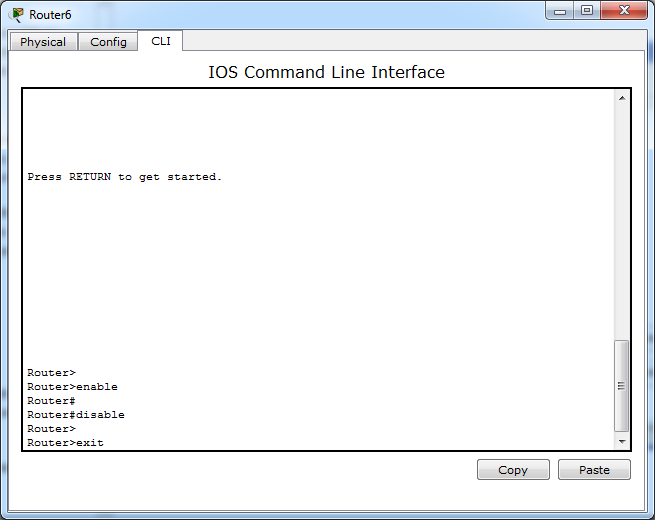 Router6
Physical Config CLI
IOS Command Line Interface
Press RETURN to get started.
Router>
Router>enable
Router#
Router#disable
Router>
Router>exit
Copy Paste